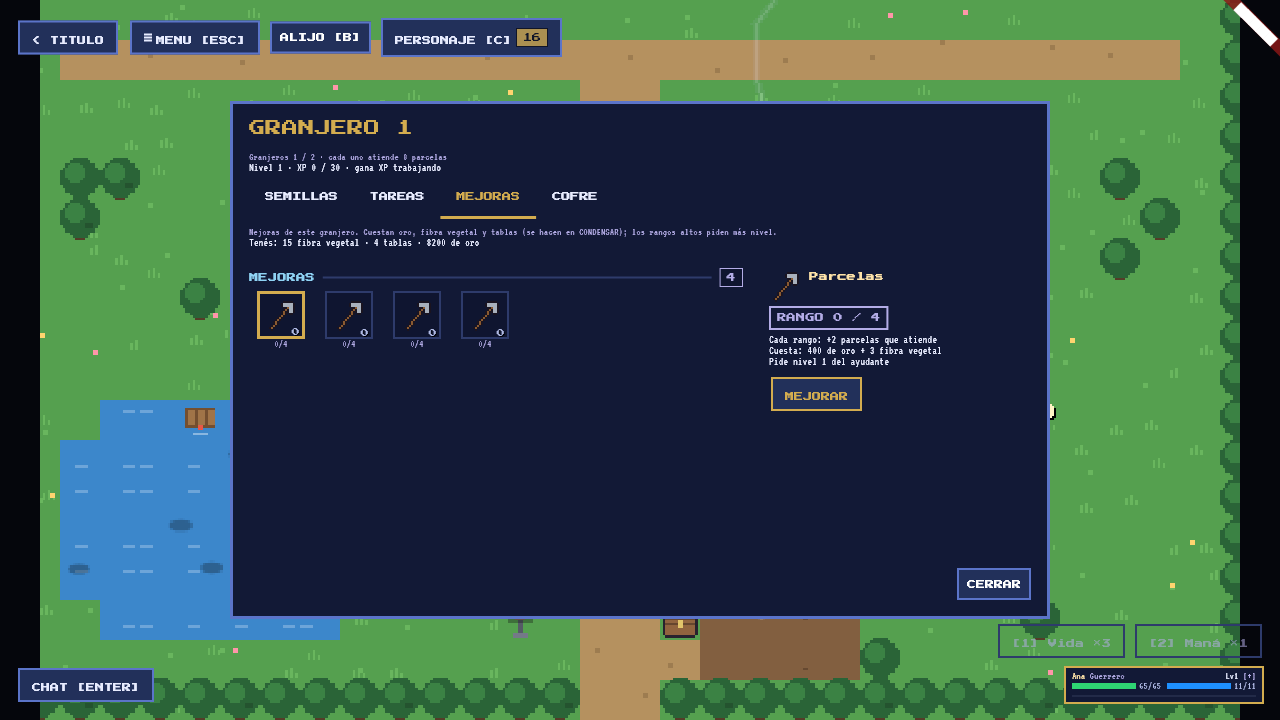 < TITULO
≡MENU [ESC]
ALIJO [B]
PERSONAJE [C] 16
GRANJERO 1
Granjeros 1 / 2 · cada uno atiende 8 parcelas
Nivel 1 · XP 0 / 30 · gana XP trabajando
SEMILLAS
TAREAS
MEJORAS
COFRE
Mejoras de este granjero. Cuestan oro, fibra vegetal y tablas (se hacen en CONDENSAR); los rangos altos piden más nivel.
Tenés: 15 fibra vegetal · 4 tablas · 8200 de oro
MEJORAS 4
0 0 0 0
0/4 0/4 0/4 0/4
Parcelas
RANGO 0 / 4
Cada rango: +2 parcelas que atiende
Cuesta: 400 de oro + 3 fibra vegetal
Pide nivel 1 del ayudante
MEJORAR
CERRAR
[1] Vida ×3
[2] Maná ×1
CHAT [ENTER]
Ana Guerrero Lv1 [+]
65/65 11/11